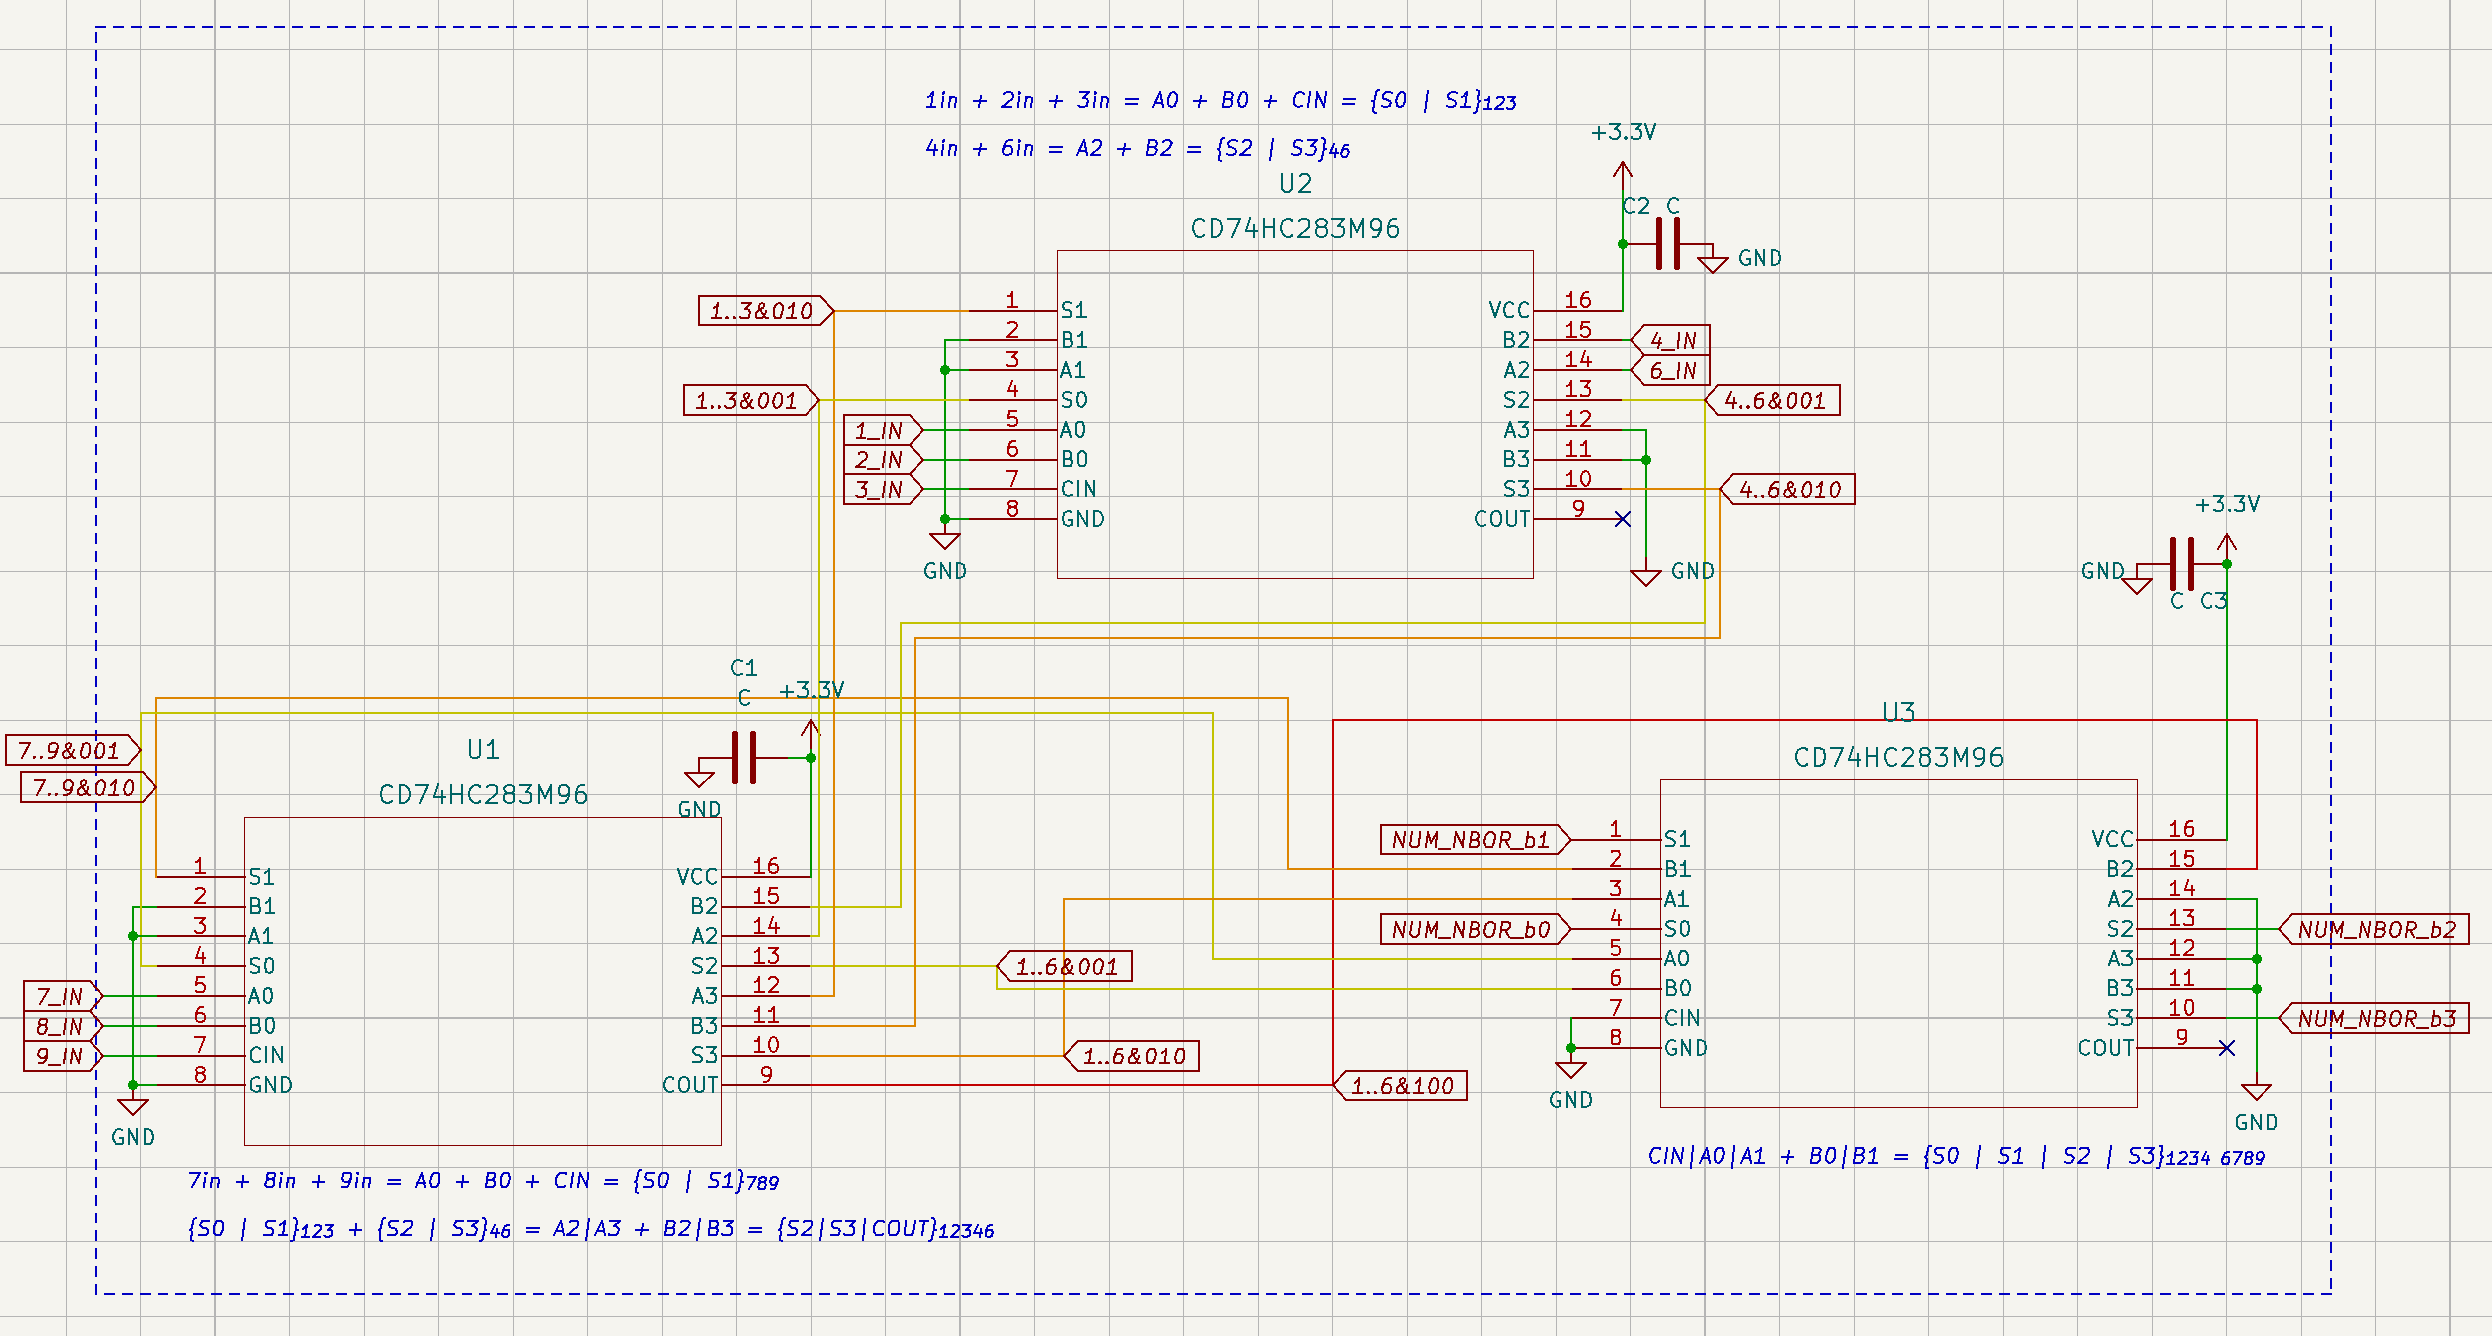 1in + 2in + 3in = A0 + B0 + CIN = {S0 | S1}123
4in + 6in = A2 + B2 = {S2 | S3}46
+3.3V
U2
CD74HC283M96
C2 C
GND
1..3&010
1 S1
2 B1
3 A1
1..3&001
4 S0
1_IN
5 A0
2_IN
6 B0
3_IN
7 CIN
8 GND
GND
VCC 16
B2 15
4_IN
A2 14
6_IN
S2 13
4..6&001
A3 12
B3 11
S3 10
4..6&010
COUT 9
GND
+3.3V
GND
C C3
C1
C
+3.3V
GND
7..9&001
7..9&010
U1
CD74HC283M96
1 S1
2 B1
3 A1
4 S0
7_IN
5 A0
8_IN
6 B0
9_IN
7 CIN
8 GND
GND
VCC 16
B2 15
A2 14
S2 13
1..6&001
A3 12
B3 11
S3 10
1..6&010
COUT 9
1..6&100
U3
CD74HC283M96
NUM_NBOR_b1
1 S1
2 B1
3 A1
NUM_NBOR_b0
4 S0
5 A0
6 B0
7 CIN
8 GND
GND
VCC 16
B2 15
A2 14
S2 13
NUM_NBOR_b2
A3 12
B3 11
S3 10
NUM_NBOR_b3
COUT 9
GND
CIN|A0|A1 + B0|B1 = {S0 | S1 | S2 | S3}1234 6789
7in + 8in + 9in = A0 + B0 + CIN = {S0 | S1}789
{S0 | S1}123 + {S2 | S3}46 = A2|A3 + B2|B3 = {S2|S3|COUT}12346